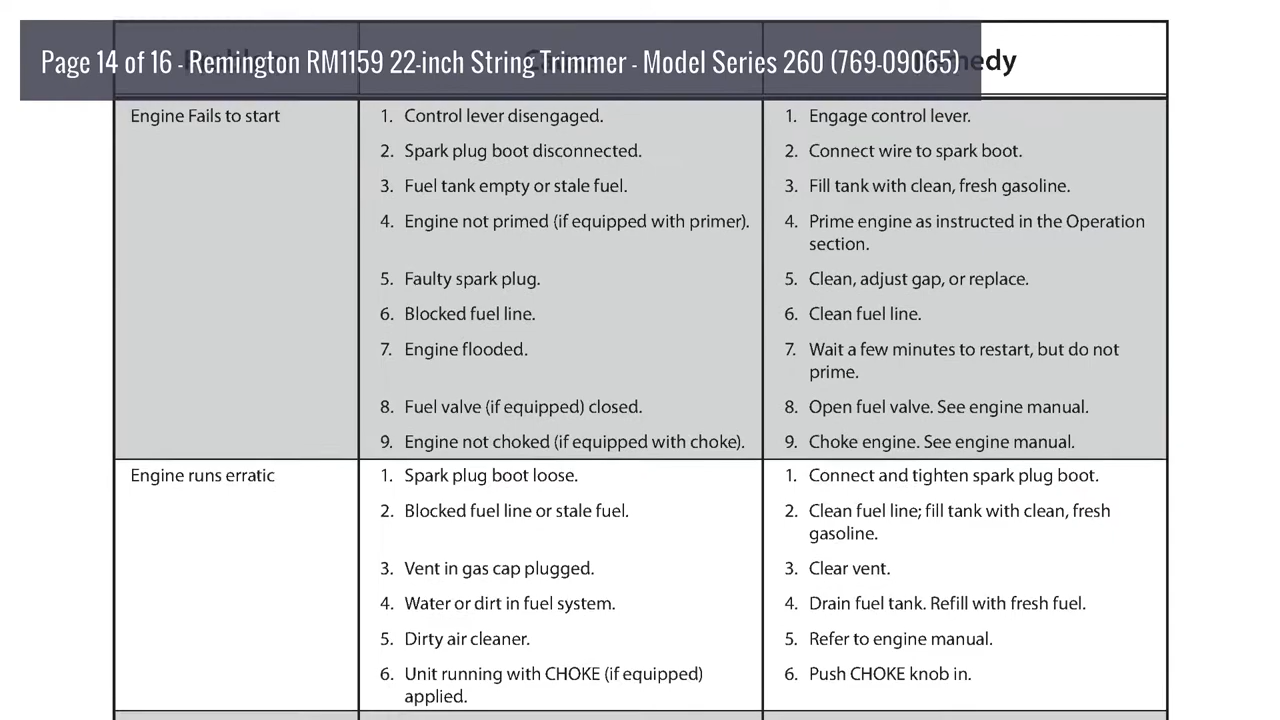 Page 14 of 16 - Remington RM1159 22-inch String Trimmer - Model Series 260 (769-09065)
Engine Fails to start
1. Control lever disengaged.
1. Engage control lever.
2. Spark plug boot disconnected.
2. Connect wire to spark boot.
3. Fuel tank empty or stale fuel.
3. Fill tank with clean, fresh gasoline.
4. Engine not primed (if equipped with primer).
4. Prime engine as instructed in the Operation
section.
5. Faulty spark plug.
5. Clean, adjust gap, or replace.
6. Blocked fuel line.
6. Clean fuel line.
7. Engine flooded.
7. Wait a few minutes to restart, but do not
prime.
8. Fuel valve (if equipped) closed.
8. Open fuel valve. See engine manual.
9. Engine not choked (if equipped with choke).
9. Choke engine. See engine manual.
Engine runs erratic
1. Spark plug boot loose.
1. Connect and tighten spark plug boot.
2. Blocked fuel line or stale fuel.
2. Clean fuel line; fill tank with clean, fresh
gasoline.
3. Vent in gas cap plugged.
3. Clear vent.
4. Water or dirt in fuel system.
4. Drain fuel tank. Refill with fresh fuel.
5. Dirty air cleaner.
5. Refer to engine manual.
6. Unit running with CHOKE (if equipped)
applied.
6. Push CHOKE knob in.